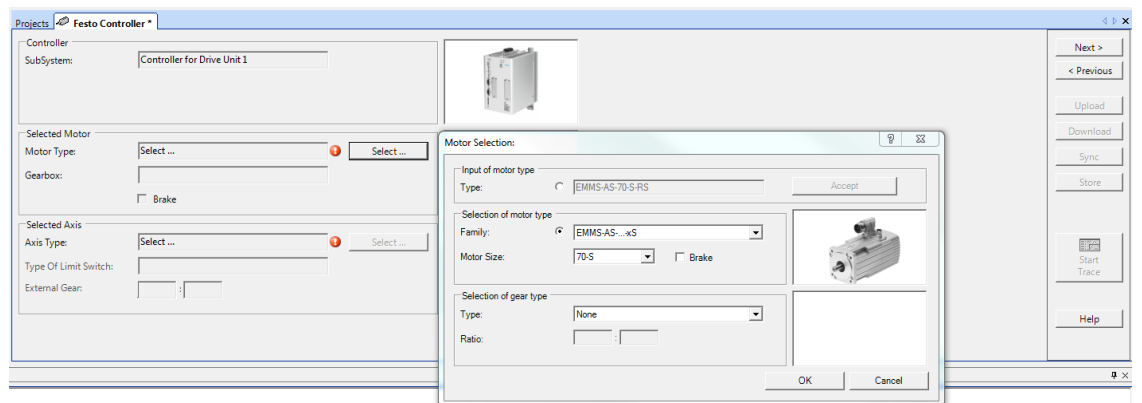 Projects Festo Controller *
Controller
SubSystem: Controller for Drive Unit 1
Selected Motor
Motor Type: Select ... Select ...
Gearbox:
Brake
Selected Axis
Axis Type: Select ... Select ...
Type Of Limit Switch:
External Gear: :
Motor Selection:
Input of motor type
Type: EMMS-AS-70-S-RS Accept
Selection of motor type
Family: EMMS-AS-...-xS
Motor Size: 70-S Brake
Selection of gear type
Type: None
Ratio: :
OK Cancel
Next >
< Previous
Upload
Download
Sync
Store
Start
Trace
Help